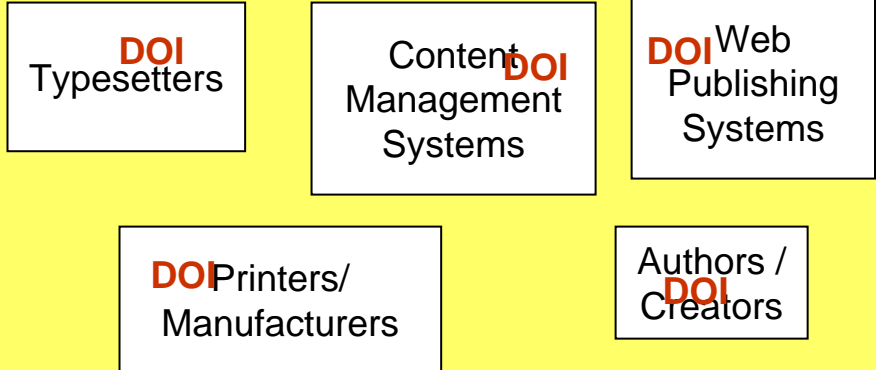 DOI
Typesetters
Content
DOI
Management
Systems
DOI
Web
Publishing
Systems
DOI
Printers/
Manufacturers
Authors /
DOI
Creators